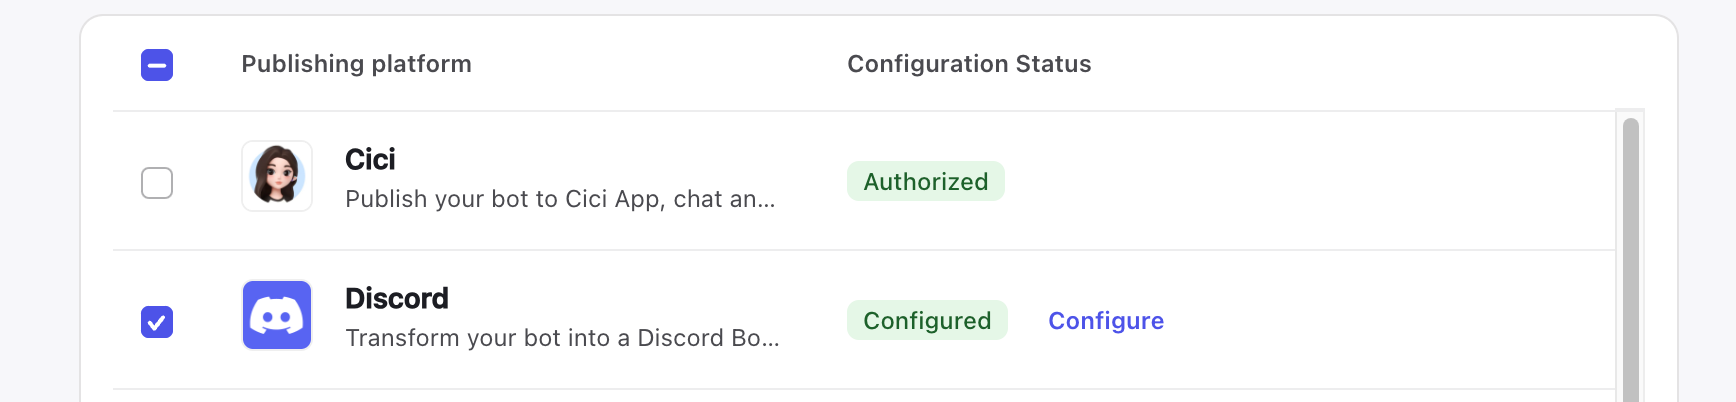 Publishing platform Configuration Status
Cici
Publish your bot to Cici App, chat an...
Authorized
Discord
Transform your bot into a Discord Bo...
Configured Configure